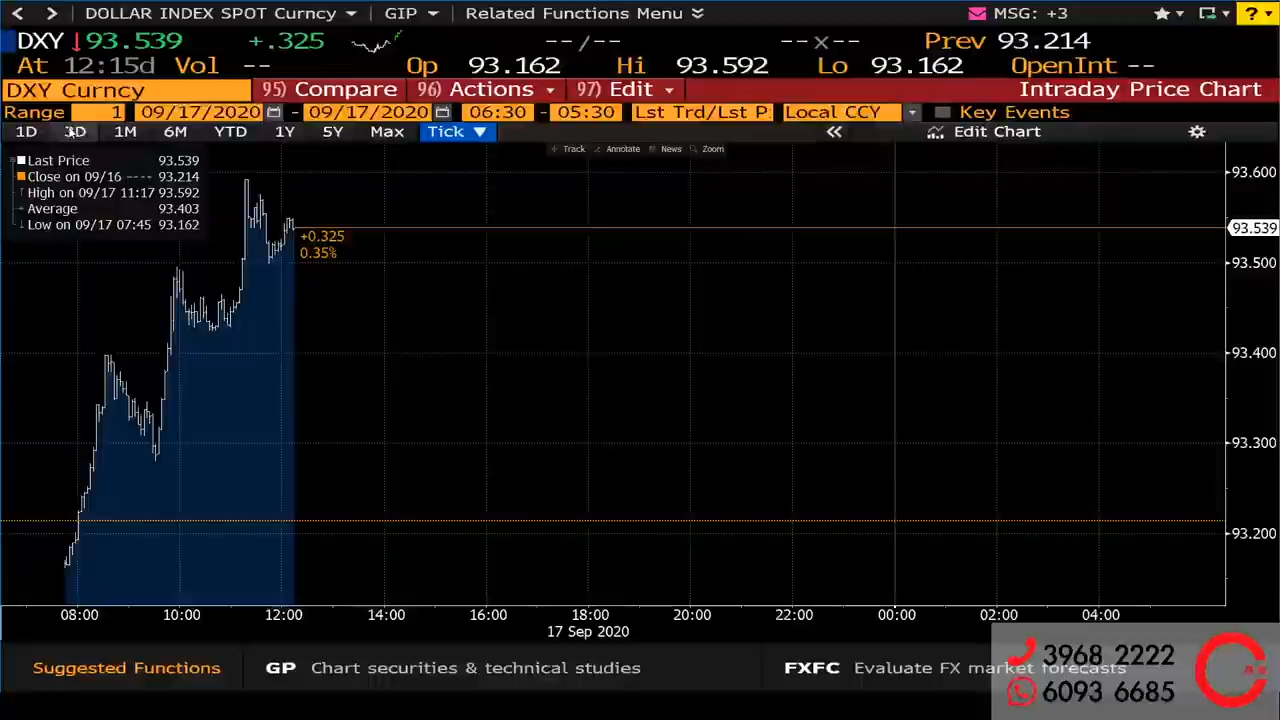 DOLLAR INDEX SPOT Curncy GIP Related Functions Menu MSG: +3 ?
DXY ↓93.539 +.325 --/-- --x-- Prev 93.214
At 12:15d Vol -- Op 93.162 Hi 93.592 Lo 93.162 OpenInt --
DXY Curncy 95) Compare 96) Actions 97) Edit Intraday Price Chart
Range 1 09/17/2020 - 09/17/2020 06:30 - 05:30 Lst Trd/Lst P. Local CCY Key Events
1D 3D 1M 6M YTD 1Y 5Y Max Tick ▼ « Edit Chart
Track Annotate News Zoom
Last Price 93.539
Close on 09/16 ---- 93.214
High on 09/17 11:17 93.592
Average 93.403
Low on 09/17 07:45 93.162
+0.325
0.35%
93.600
93.539
93.500
93.400
93.300
93.200
08:00 10:00 12:00 14:00 16:00 18:00 20:00 22:00 00:00 02:00 04:00
17 Sep 2020
Suggested Functions GP Chart securities & technical studies FXFC Evaluate FX market forecasts
3968 2222
6093 6685